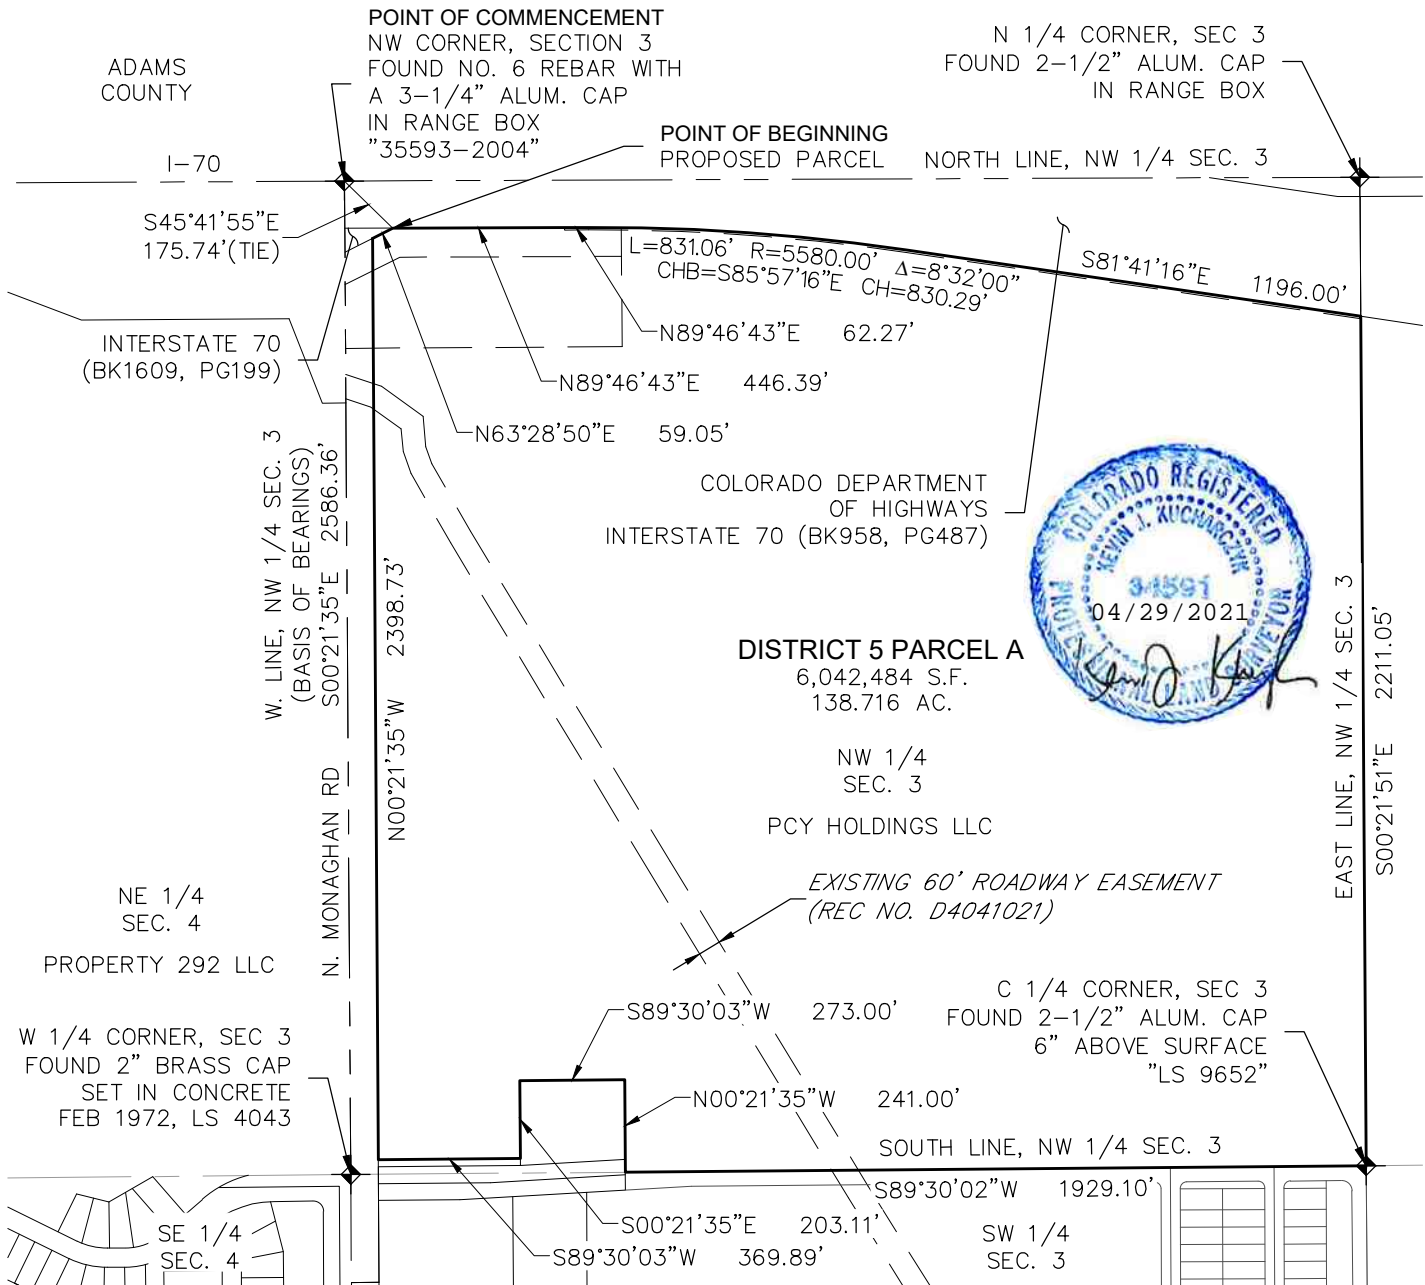 POINT OF COMMENCEMENT
NW CORNER, SECTION 3
FOUND NO. 6 REBAR WITH
A 3-1/4" ALUM. CAP
IN RANGE BOX
"35593-2004"
ADAMS
COUNTY
N 1/4 CORNER, SEC 3
FOUND 2-1/2" ALUM. CAP
IN RANGE BOX
POINT OF BEGINNING
PROPOSED PARCEL
NORTH LINE, NW 1/4 SEC. 3
I-70
S45°41'55"E
175.74'(TIE)
L=831.06' R=5580.00' Δ=8°32'00"
CHB=S85°57'16"E CH=830.29'
S81°41'16"E 1196.00'
INTERSTATE 70
(BK1609, PG199)
N89°46'43"E 62.27'
N89°46'43"E 446.39'
N63°28'50"E 59.05'
W. LINE, NW 1/4 SEC. 3
(BASIS OF BEARINGS)
S00°21'35"E 2586.36'
COLORADO DEPARTMENT
OF HIGHWAYS
INTERSTATE 70 (BK958, PG487)
COLORADO REGISTERED
KEVIN J. KUCHARCZYK
34591
04/29/2021
PROFESSIONAL LAND SURVEYOR
N00°21'35"W 2398.73'
DISTRICT 5 PARCEL A
6,042,484 S.F.
138.716 AC.
NW 1/4
SEC. 3
PCY HOLDINGS LLC
EAST LINE, NW 1/4 SEC. 3
S00°21'51"E 2211.05'
N. MONAGHAN RD
EXISTING 60' ROADWAY EASEMENT
(REC NO. D4041021)
NE 1/4
SEC. 4
PROPERTY 292 LLC
W 1/4 CORNER, SEC 3
FOUND 2" BRASS CAP
SET IN CONCRETE
FEB 1972, LS 4043
S89°30'03"W 273.00'
C 1/4 CORNER, SEC 3
FOUND 2-1/2" ALUM. CAP
6" ABOVE SURFACE
"LS 9652"
N00°21'35"W 241.00'
SOUTH LINE, NW 1/4 SEC. 3
S89°30'02"W 1929.10'
S00°21'35"E 203.11'
S89°30'03"W 369.89'
SE 1/4
SEC. 4
SW 1/4
SEC. 3